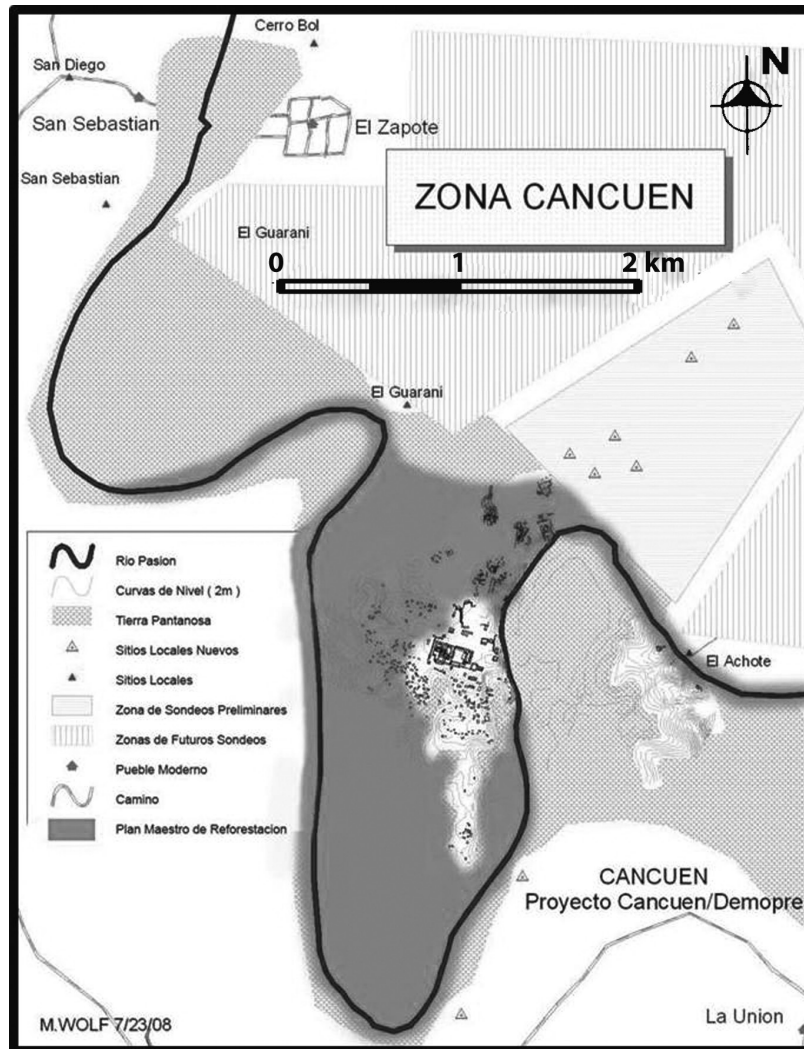 Cerro Bol
San Diego
San Sebastian
El Zapote
San Sebastian
N
ZONA CANCUEN
El Guarani
0 1 2 km
El Guarani
Rio Pasion
Curvas de Nivel ( 2m )
Tierra Pantanosa
Sitios Locales Nuevos
Sitios Locales
Zona de Sondeos Preliminares
Zonas de Futuros Sondeos
Pueble Moderno
Camino
Plan Maestro de Reforestacion
El Achote
CANCUEN
Proyecto Cancuen/Demopre
La Union
M.WOLF 7/23/08